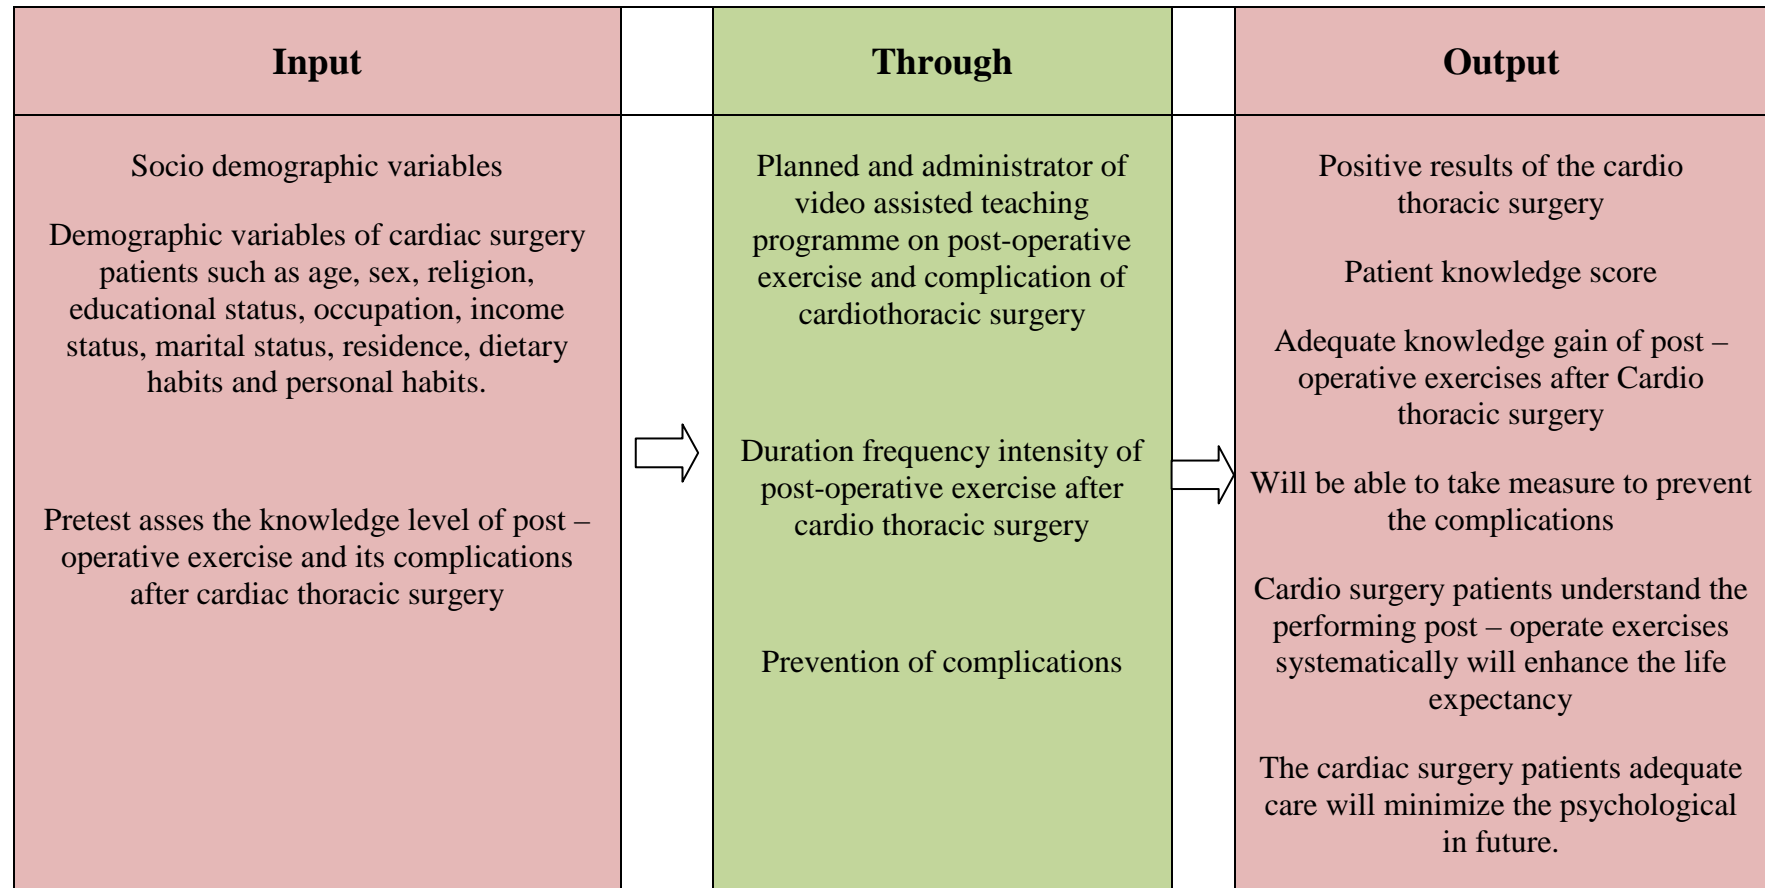 Input
Socio demographic variables
Demographic variables of cardiac surgery
patients such as age, sex, religion,
educational status, occupation, income
status, marital status, residence, dietary
habits and personal habits.
Pretest asses the knowledge level of post –
operative exercise and its complications
after cardiac thoracic surgery
Through
Planned and administrator of
video assisted teaching
programme on post-operative
exercise and complication of
cardiothoracic surgery
Duration frequency intensity of
post-operative exercise after
cardio thoracic surgery
Prevention of complications
Output
Positive results of the cardio
thoracic surgery
Patient knowledge score
Adequate knowledge gain of post –
operative exercises after Cardio
thoracic surgery
Will be able to take measure to prevent
the complications
Cardio surgery patients understand the
performing post – operate exercises
systematically will enhance the life
expectancy
The cardiac surgery patients adequate
care will minimize the psychological
in future.